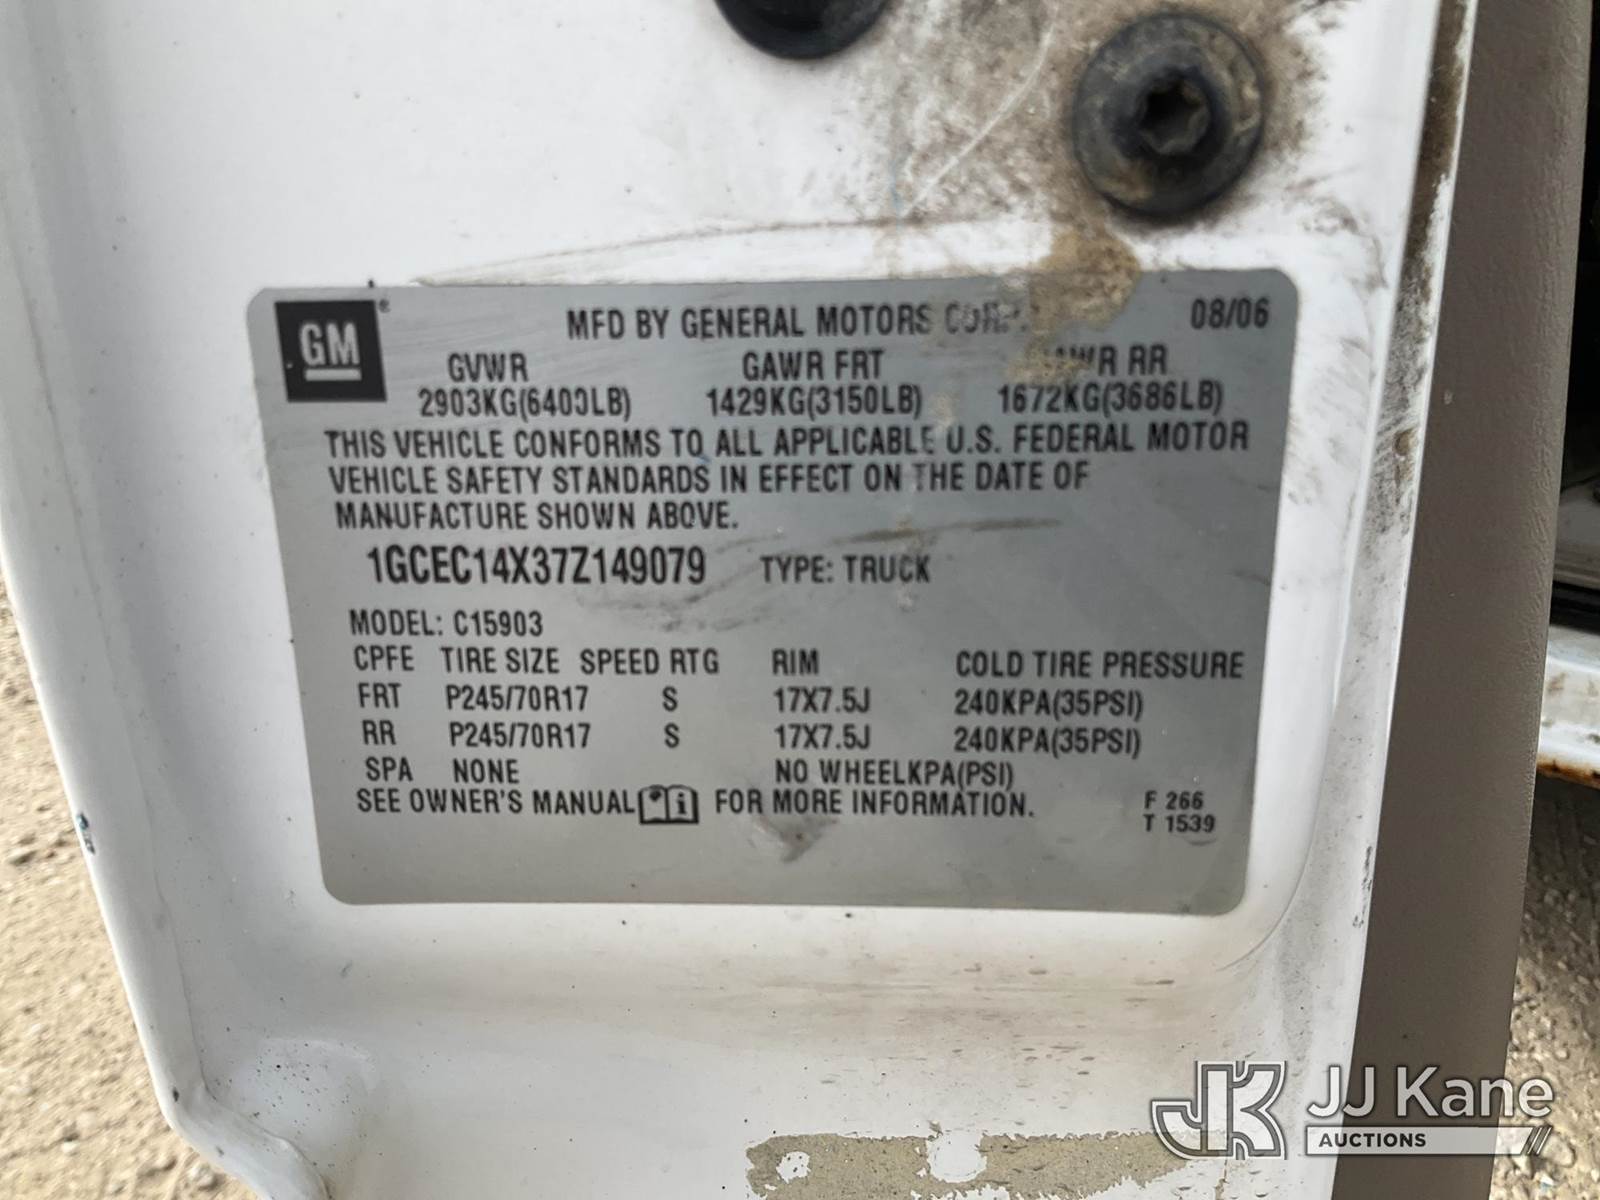 GM ®
MFD BY GENERAL MOTORS CORP. 08/06
GVWR GAWR FRT GAWR RR
2903KG(6400LB) 1429KG(3150LB) 1672KG(3686LB)
THIS VEHICLE CONFORMS TO ALL APPLICABLE U.S. FEDERAL MOTOR
VEHICLE SAFETY STANDARDS IN EFFECT ON THE DATE OF
MANUFACTURE SHOWN ABOVE.
1GCEC14X37Z149079 TYPE: TRUCK
MODEL: C15903
CPFE TIRE SIZE SPEED RTG RIM COLD TIRE PRESSURE
FRT P245/70R17 S 17X7.5J 240KPA(35PSI)
RR P245/70R17 S 17X7.5J 240KPA(35PSI)
SPA NONE NO WHEELKPA(PSI)
SEE OWNER'S MANUAL i FOR MORE INFORMATION.
F 266
T 1539
JK JJ Kane
AUCTIONS